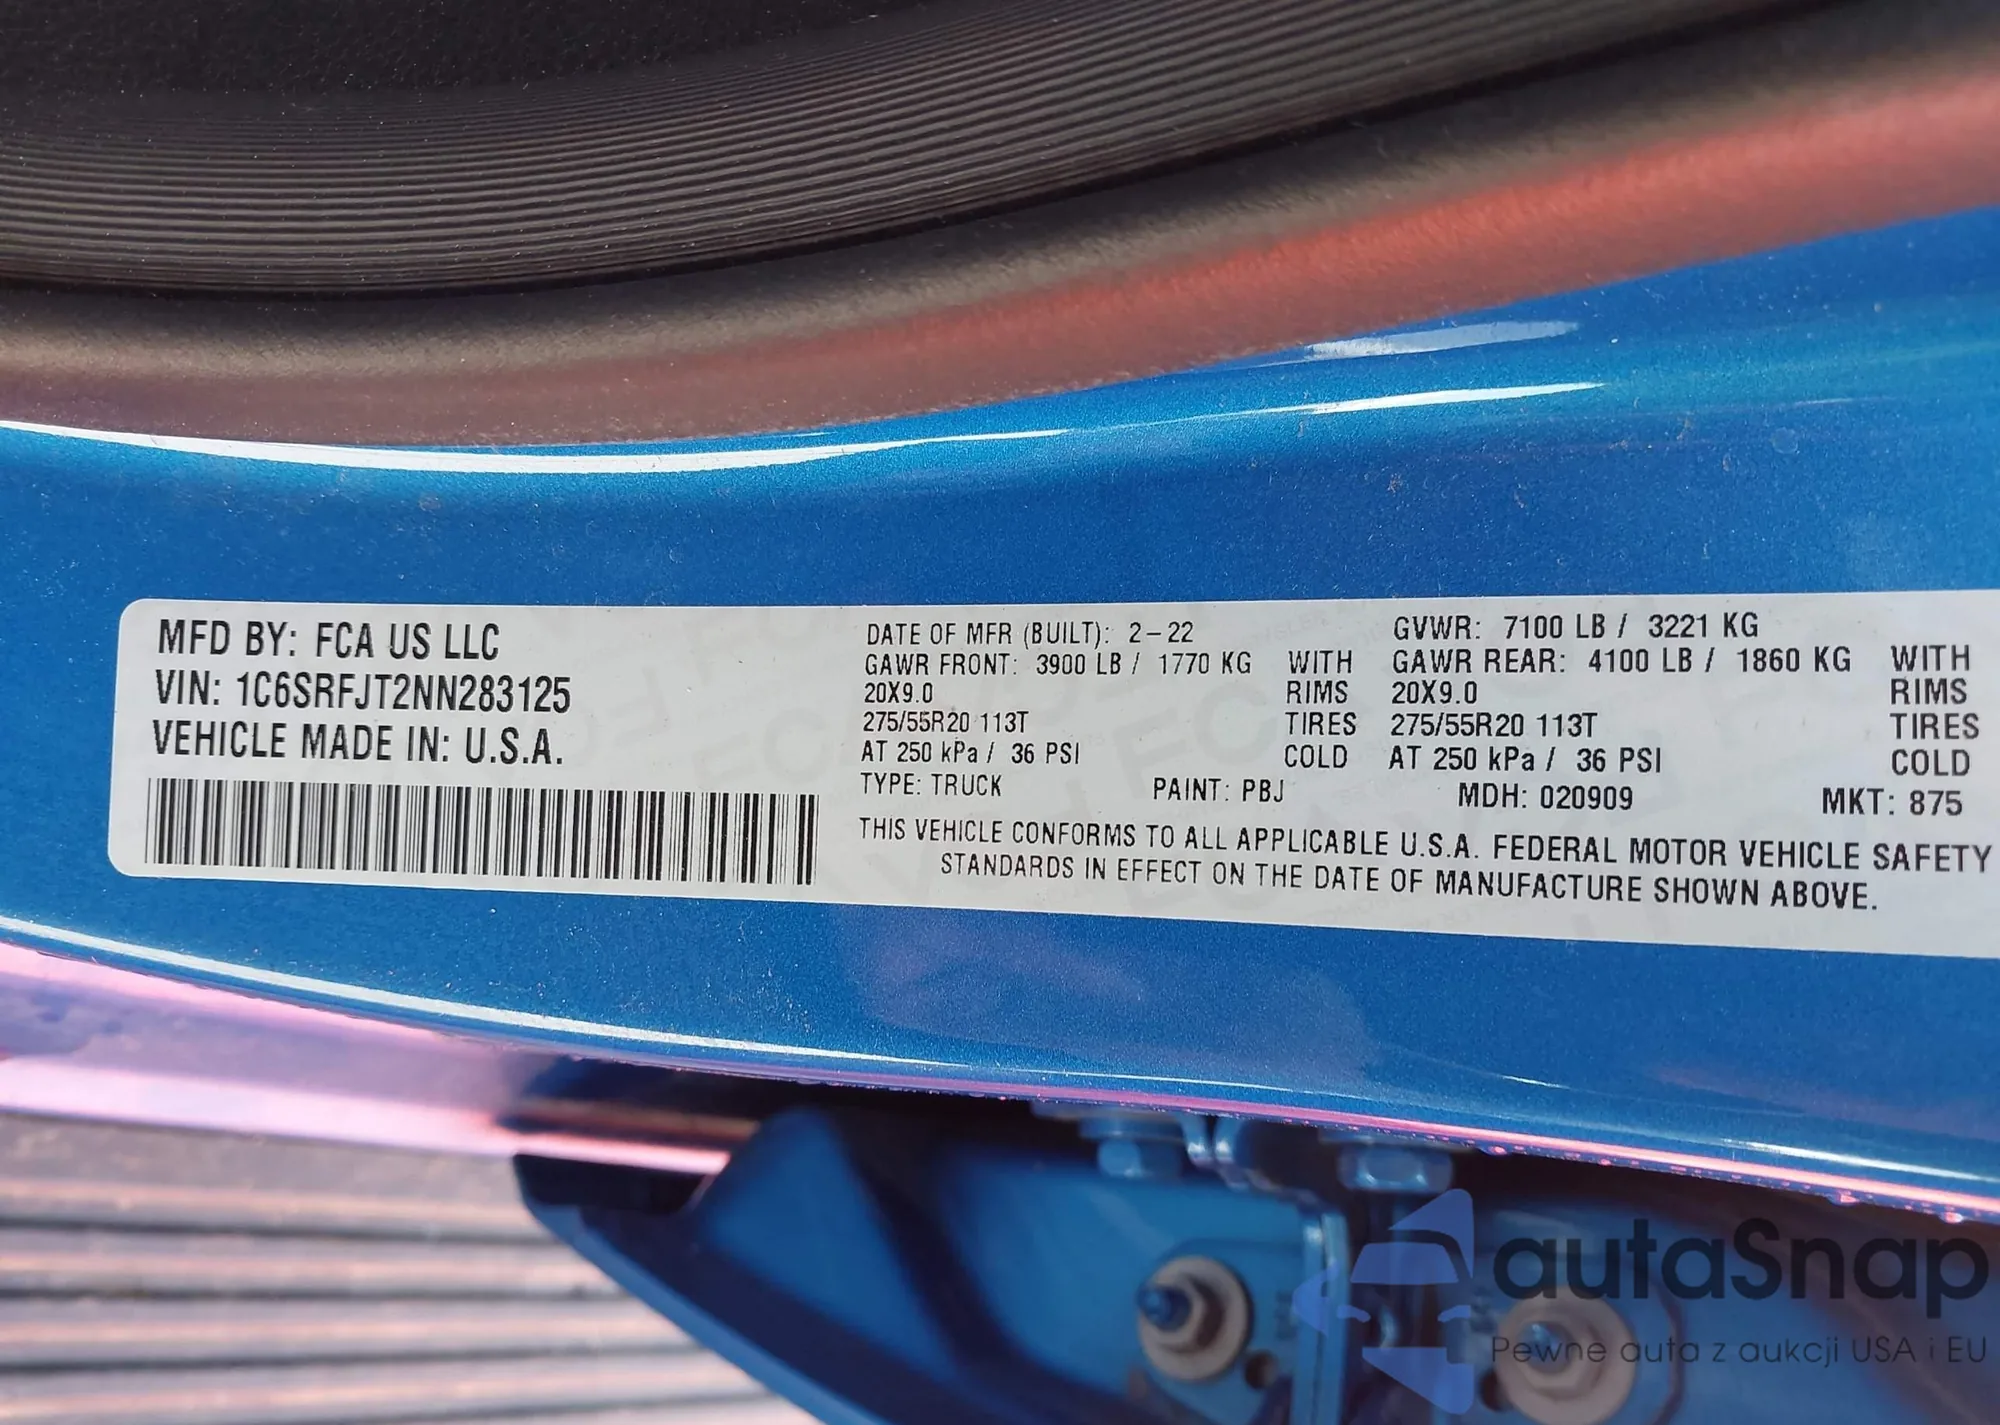 MFD BY: FCA US LLC
VIN: 1C6SRFJT2NN283125
VEHICLE MADE IN: U.S.A.
DATE OF MFR (BUILT): 2-22 GVWR: 7100 LB / 3221 KG
GAWR FRONT: 3900 LB / 1770 KG WITH GAWR REAR: 4100 LB / 1860 KG WITH
20X9.0 RIMS 20X9.0 RIMS
275/55R20 113T TIRES 275/55R20 113T TIRES
AT 250 kPa / 36 PSI COLD AT 250 kPa / 36 PSI COLD
TYPE: TRUCK PAINT: PBJ MDH: 020909 MKT: 875
THIS VEHICLE CONFORMS TO ALL APPLICABLE U.S.A. FEDERAL MOTOR VEHICLE SAFETY
STANDARDS IN EFFECT ON THE DATE OF MANUFACTURE SHOWN ABOVE.
autaSnap
Pewne auta z aukcji USA i EU